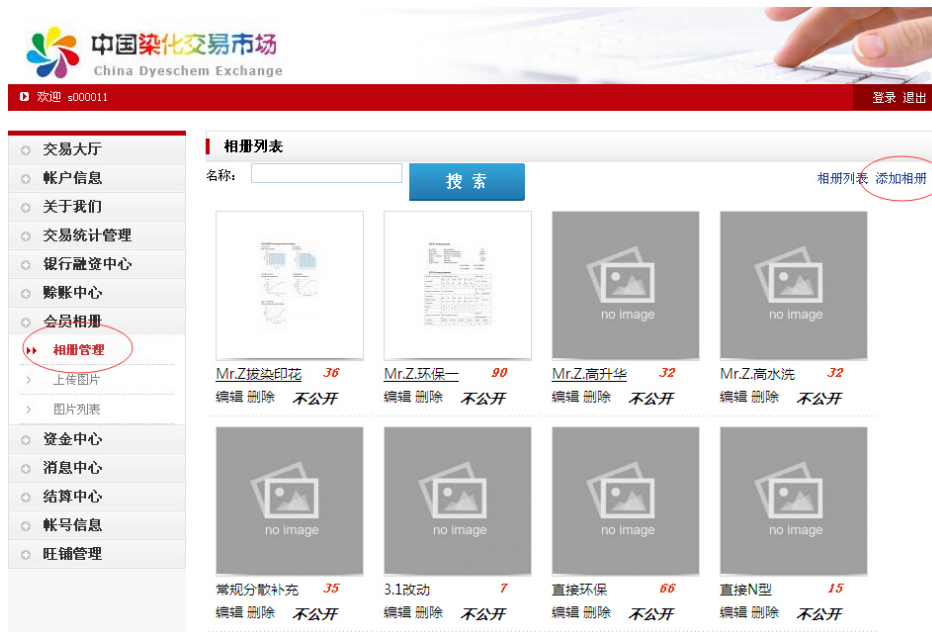 中国染化交易市场
China Dyeschem Exchange
欢迎 s000011
登录 退出
交易大厅
帐户信息
关于我们
交易统计管理
银行融资中心
赊账中心
会员相册
相册管理
上传图片
图片列表
资金中心
消息中心
结算中心
帐号信息
旺铺管理
相册列表
名称： 搜 索 相册列表 添加相册
no image no image
Mr.Z拔染印花 36 Mr.Z.环保一 90 Mr.Z.高升华 32 Mr.Z.高水洗 32
编辑 删除 不公开 编辑 删除 不公开 编辑 删除 不公开 编辑 删除 不公开
no image no image no image no image
常规分散补充 35 3.1改动 7 直接环保 66 直接N型 15
编辑 删除 不公开 编辑 删除 不公开 编辑 删除 不公开 编辑 删除 不公开